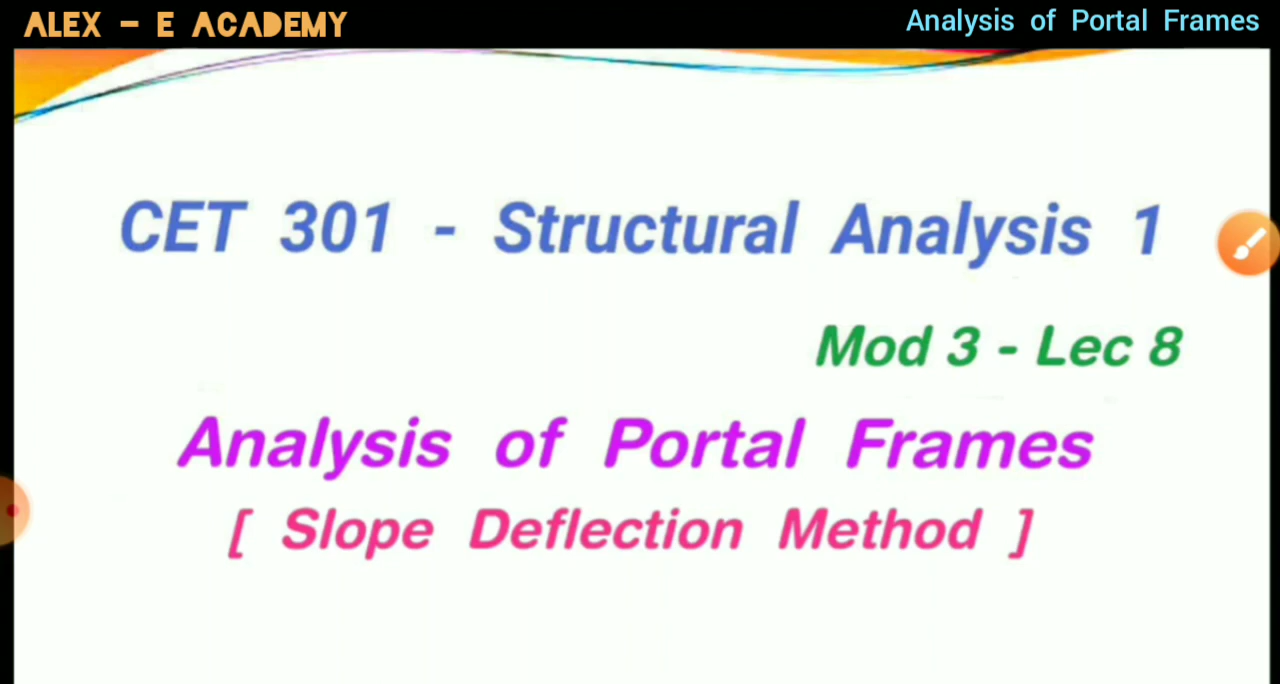 ALEX - E ACADEMY
Analysis of Portal Frames
CET 301 - Structural Analysis 1
Mod 3 - Lec 8
Analysis of Portal Frames
[ Slope Deflection Method ]